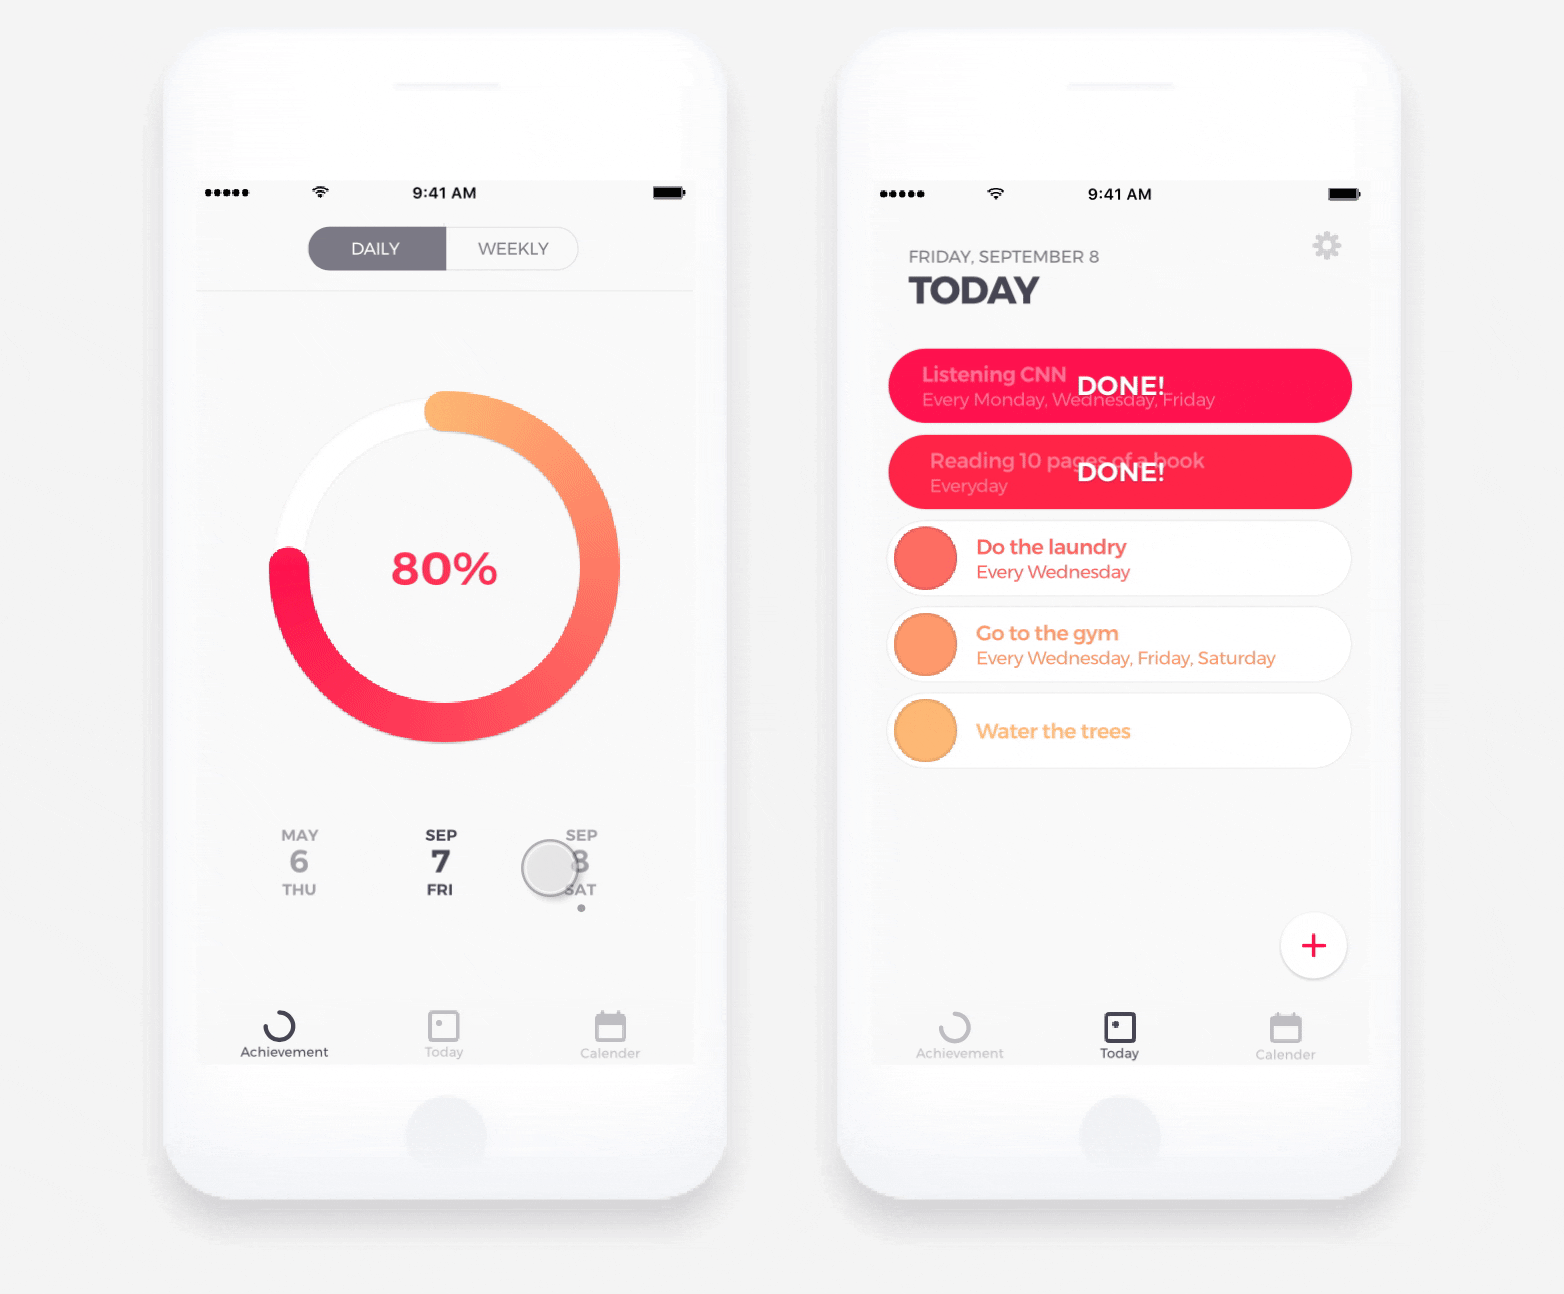 9:41 AM
DAILY
WEEKLY
80%
MAY
6
THU
SEP
7
FRI
SEP
8
SAT
Achievement
Today
Calender
9:41 AM
FRIDAY, SEPTEMBER 8
TODAY
Listening CNN
Every Monday, Wednesday, Friday
DONE!
Reading 10 pages of a book
Everyday
DONE!
Do the laundry
Every Wednesday
Go to the gym
Every Wednesday, Friday, Saturday
Water the trees
Achievement
Today
Calender